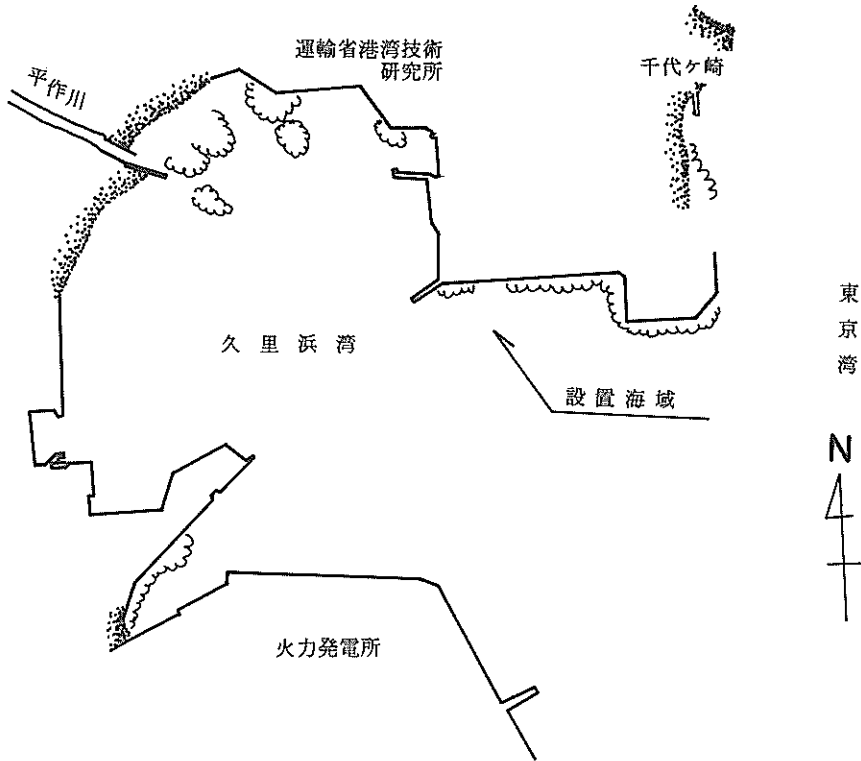 運輸省港湾技術
研究所
千代ヶ崎
平作川
久里浜湾
東京湾
設置海域
N
火力発電所